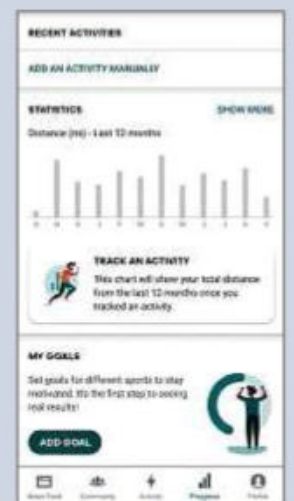 RECENT ACTIVITIES
ADD AN ACTIVITY MANUALLY
STATISTICS SHOW MORE
Distance (mi) - Last 12 months
TRACK AN ACTIVITY
This chart will show your total distance
from the last 12 months once you
tracked an activity.
MY GOALS
Set goals for different sports to stay
motivated. It's the first step to seeing
real results!
ADD GOAL
News Feed Community Activity Progress Profile